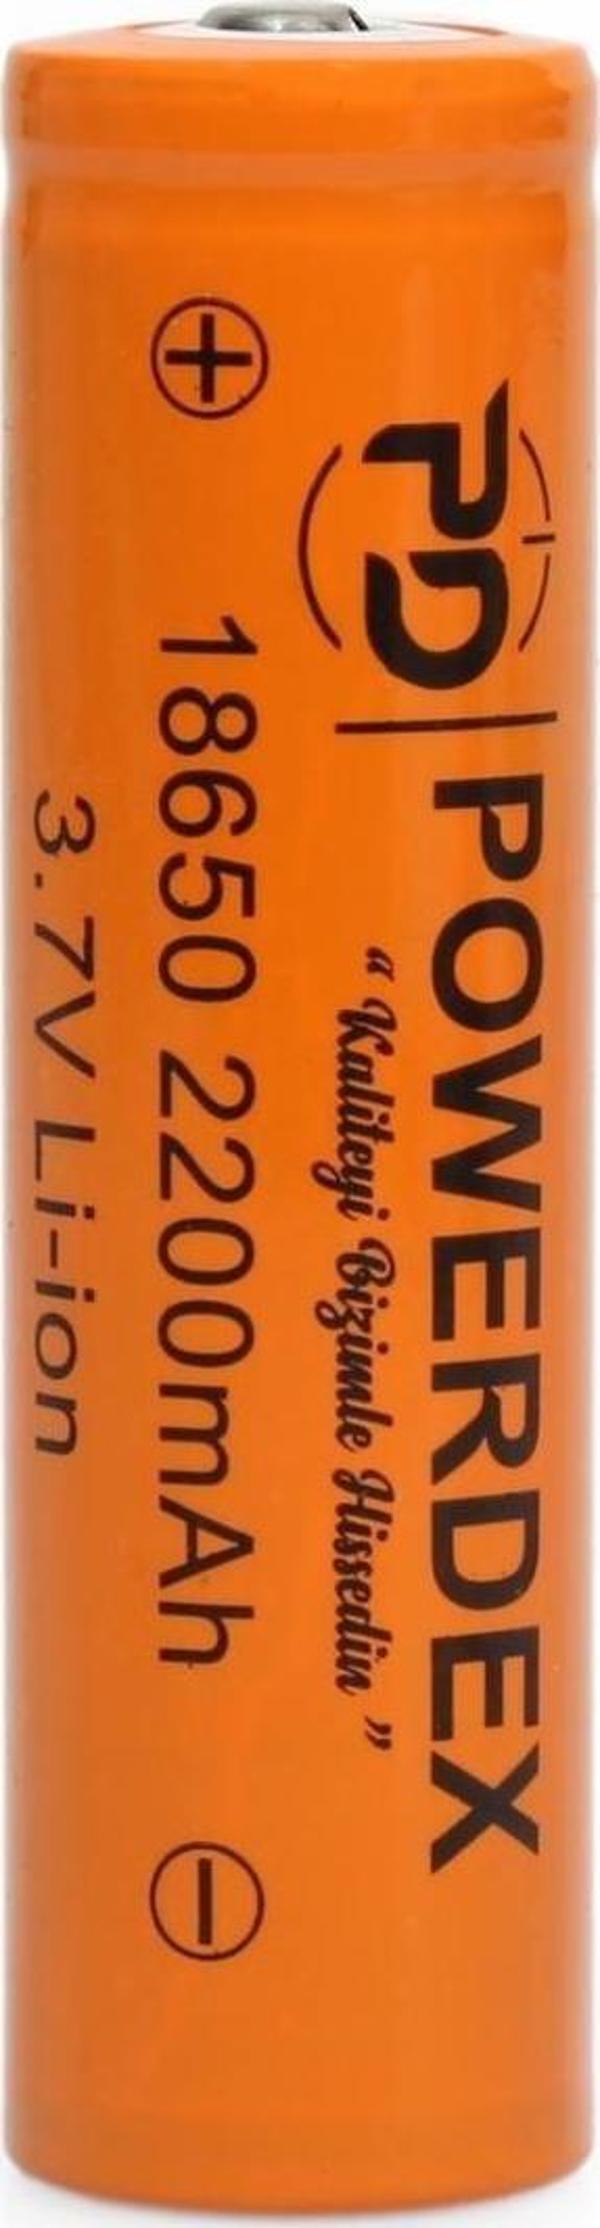 PD | POWERDEX
“ Kaliteyi Bizimle Hissedin ”
+ 18650 2200mAh -
3.7V Li-ion